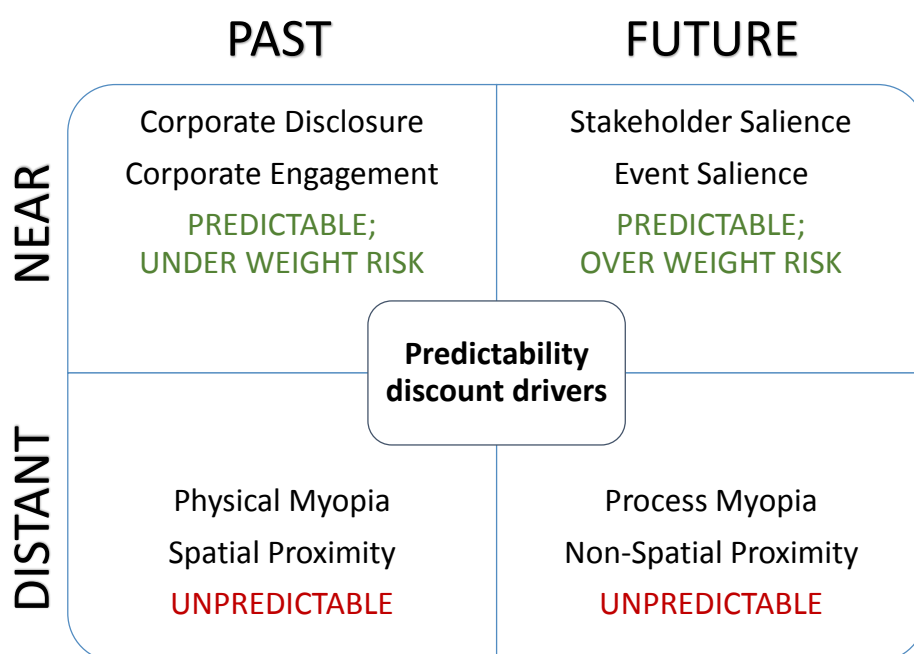 PAST
FUTURE
NEAR
Corporate Disclosure
Corporate Engagement
PREDICTABLE;
UNDER WEIGHT RISK
Stakeholder Salience
Event Salience
PREDICTABLE;
OVER WEIGHT RISK
Predictability
discount drivers
DISTANT
Physical Myopia
Spatial Proximity
UNPREDICTABLE
Process Myopia
Non-Spatial Proximity
UNPREDICTABLE